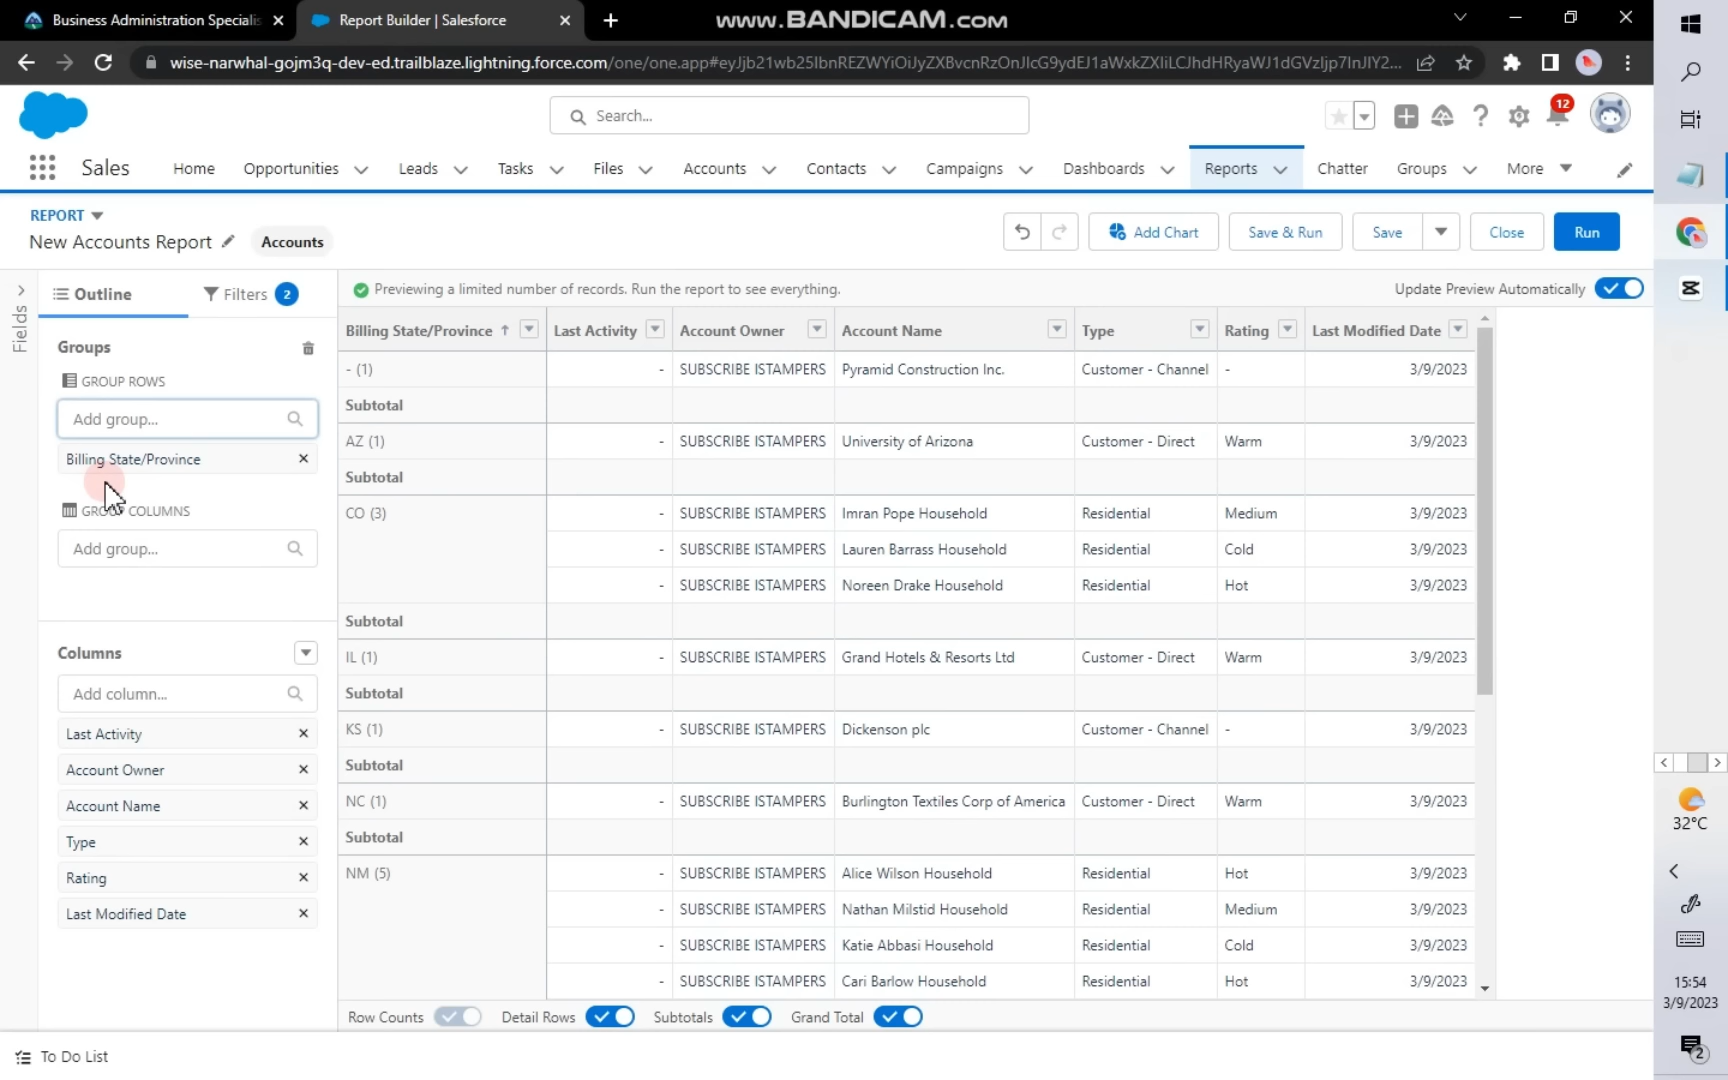 Business Administration Specialis
Report Builder | Salesforce
www.BANDICAM.com
wise-narwhal-gojm3q-dev-ed.trailblaze.lightning.force.com/one/one.app#eyJjb21wb25lbnREZWYiOiJyZXBvcnRzOnJlcG9ydEJ1aWxkZXIiLCJhdHRyaWJ1dGVzIjp7InJlY2...
Search...
12
Sales
Home
Opportunities
Leads
Tasks
Files
Accounts
Contacts
Campaigns
Dashboards
Reports
Chatter
Groups
More
REPORT
New Accounts Report
Accounts
Add Chart
Save & Run
Save
Close
Run
Fields
Outline
Filters
2
Previewing a limited number of records. Run the report to see everything.
Update Preview Automatically
Groups
GROUP ROWS
Add group...
Billing State/Province
GROUP COLUMNS
Add group...
Columns
Add column...
Last Activity
Account Owner
Account Name
Type
Rating
Last Modified Date
Billing State/Province ↑ Last Activity Account Owner Account Name Type Rating Last Modified Date
- (1) - SUBSCRIBE ISTAMPERS Pyramid Construction Inc. Customer - Channel - 3/9/2023
Subtotal
AZ (1) - SUBSCRIBE ISTAMPERS University of Arizona Customer - Direct Warm 3/9/2023
Subtotal
CO (3) - SUBSCRIBE ISTAMPERS Imran Pope Household Residential Medium 3/9/2023
- SUBSCRIBE ISTAMPERS Lauren Barrass Household Residential Cold 3/9/2023
- SUBSCRIBE ISTAMPERS Noreen Drake Household Residential Hot 3/9/2023
Subtotal
IL (1) - SUBSCRIBE ISTAMPERS Grand Hotels & Resorts Ltd Customer - Direct Warm 3/9/2023
Subtotal
KS (1) - SUBSCRIBE ISTAMPERS Dickenson plc Customer - Channel - 3/9/2023
Subtotal
NC (1) - SUBSCRIBE ISTAMPERS Burlington Textiles Corp of America Customer - Direct Warm 3/9/2023
Subtotal
NM (5) - SUBSCRIBE ISTAMPERS Alice Wilson Household Residential Hot 3/9/2023
- SUBSCRIBE ISTAMPERS Nathan Milstid Household Residential Medium 3/9/2023
- SUBSCRIBE ISTAMPERS Katie Abbasi Household Residential Cold 3/9/2023
- SUBSCRIBE ISTAMPERS Cari Barlow Household Residential Hot 3/9/2023
Row Counts
Detail Rows
Subtotals
Grand Total
To Do List
32°C
15:54
3/9/2023
2